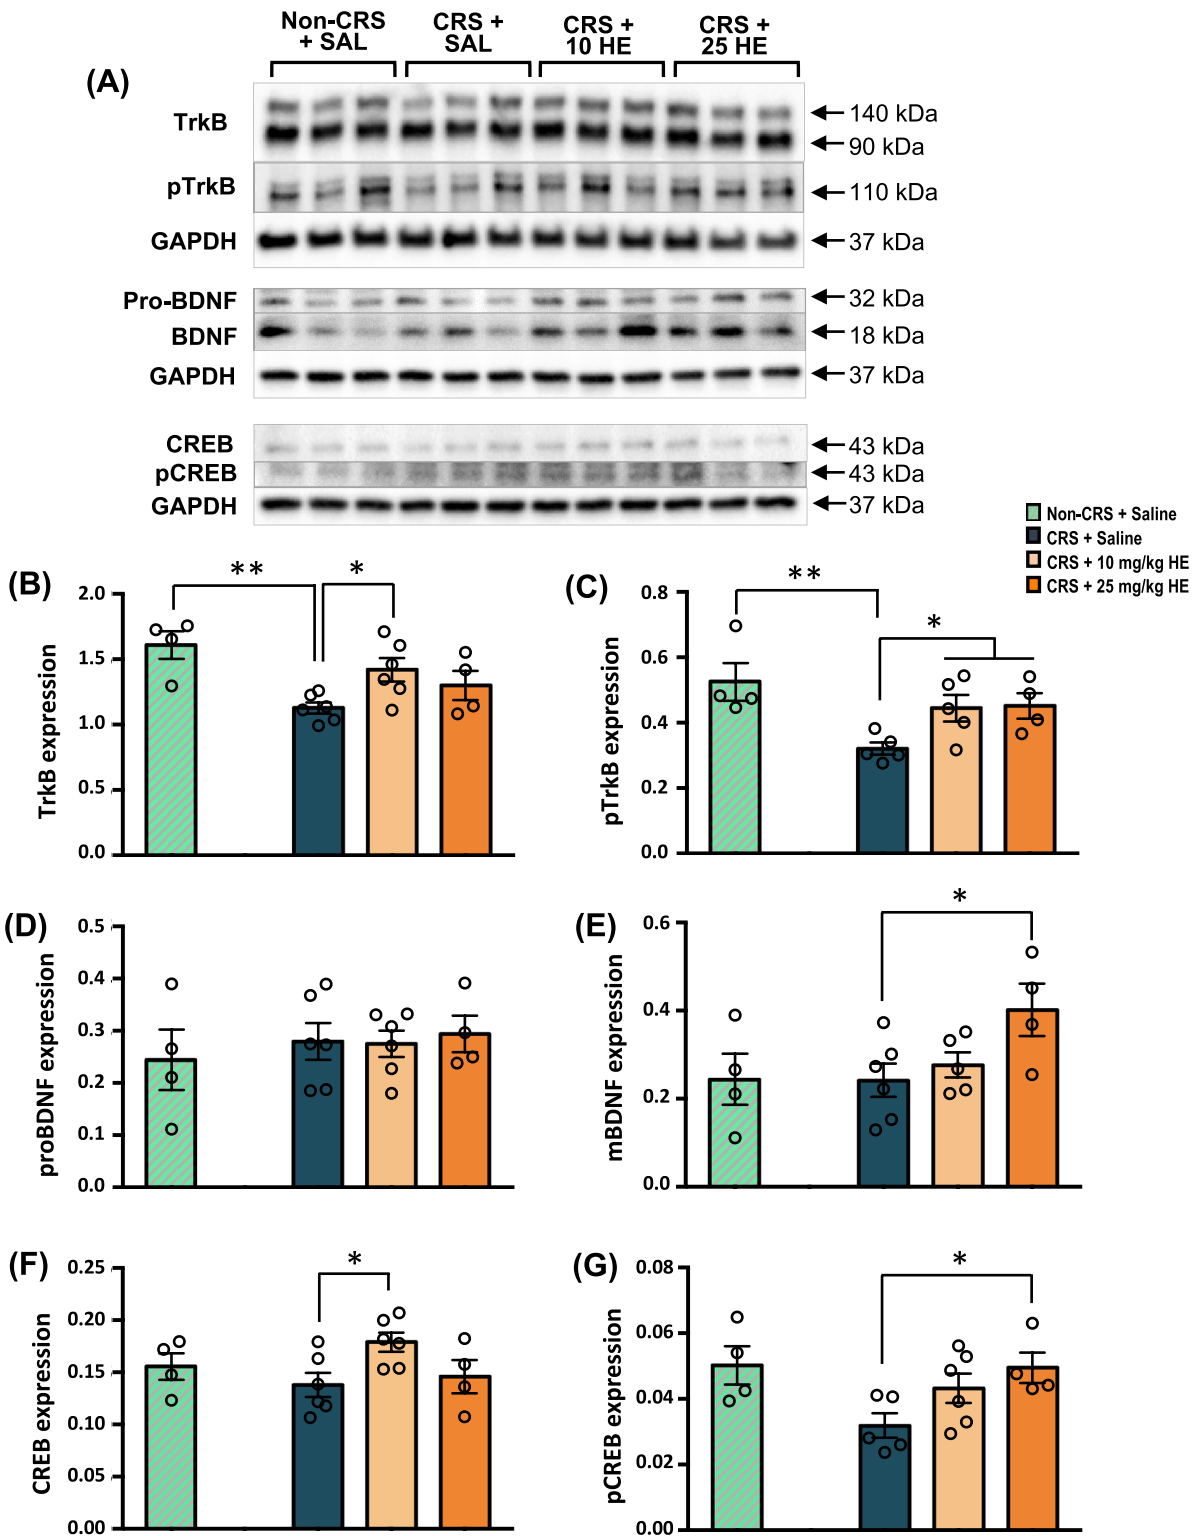 Non-CRS + SAL
CRS + SAL
CRS + 10 HE
CRS + 25 HE
(A)
TrkB
140 kDa
90 kDa
pTrkB
110 kDa
GAPDH
37 kDa
Pro-BDNF
32 kDa
BDNF
18 kDa
GAPDH
37 kDa
CREB
43 kDa
pCREB
43 kDa
GAPDH
37 kDa
Non-CRS + Saline
CRS + Saline
CRS + 10 mg/kg HE
CRS + 25 mg/kg HE
(B)
TrkB expression
2.0
1.5
1.0
0.5
0.0
**
*
(C)
pTrkB expression
0.8
0.6
0.4
0.2
0.0
**
*
(D)
proBDNF expression
0.5
0.4
0.3
0.2
0.1
0.0
(E)
mBDNF expression
0.6
0.4
0.2
0.0
*
(F)
CREB expression
0.25
0.20
0.15
0.10
0.05
0.00
*
(G)
pCREB expression
0.08
0.06
0.04
0.02
0.00
*